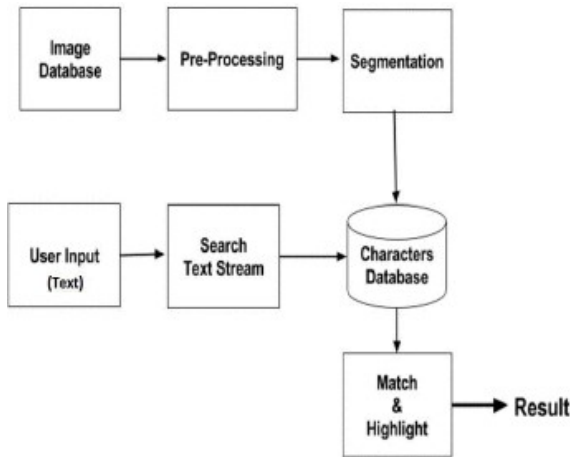 Image
Database
Pre-Processing
Segmentation
User Input
(Text)
Search
Text Stream
Characters
Database
Match
&
Highlight
Result